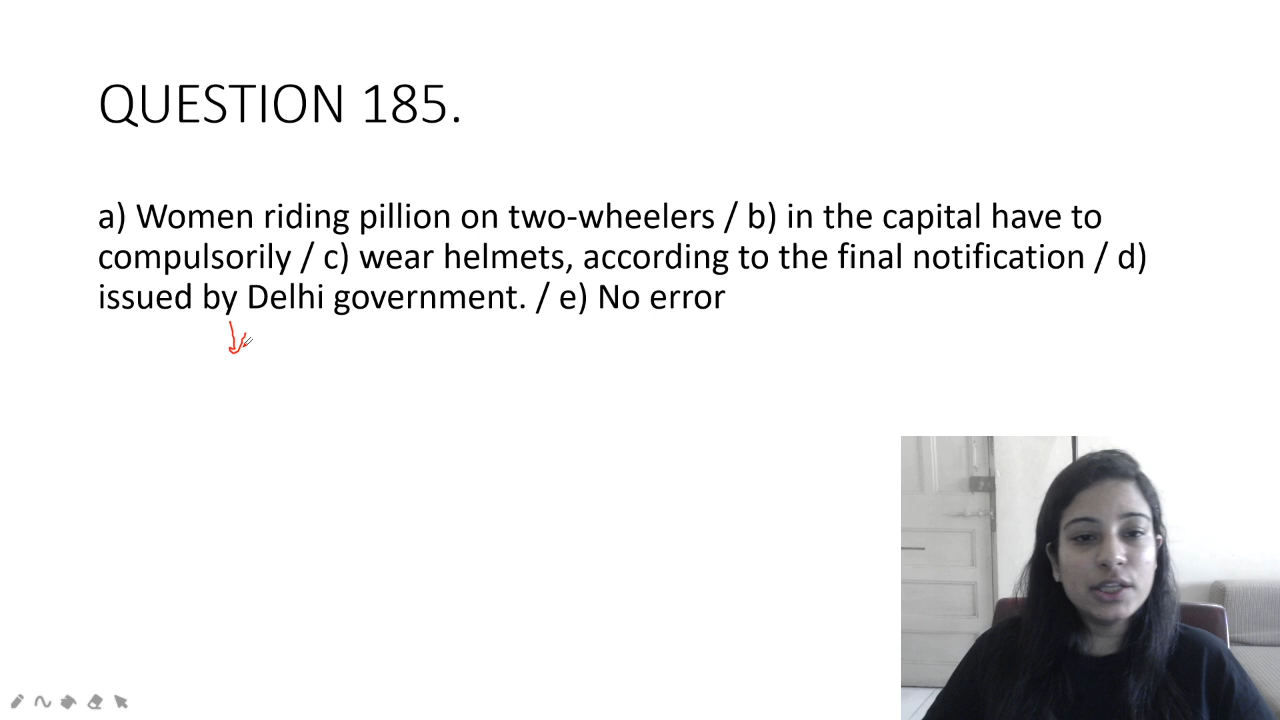 QUESTION 185.
a) Women riding pillion on two-wheelers / b) in the capital have to
compulsorily / c) wear helmets, according to the final notification / d)
issued by Delhi government. / e) No error